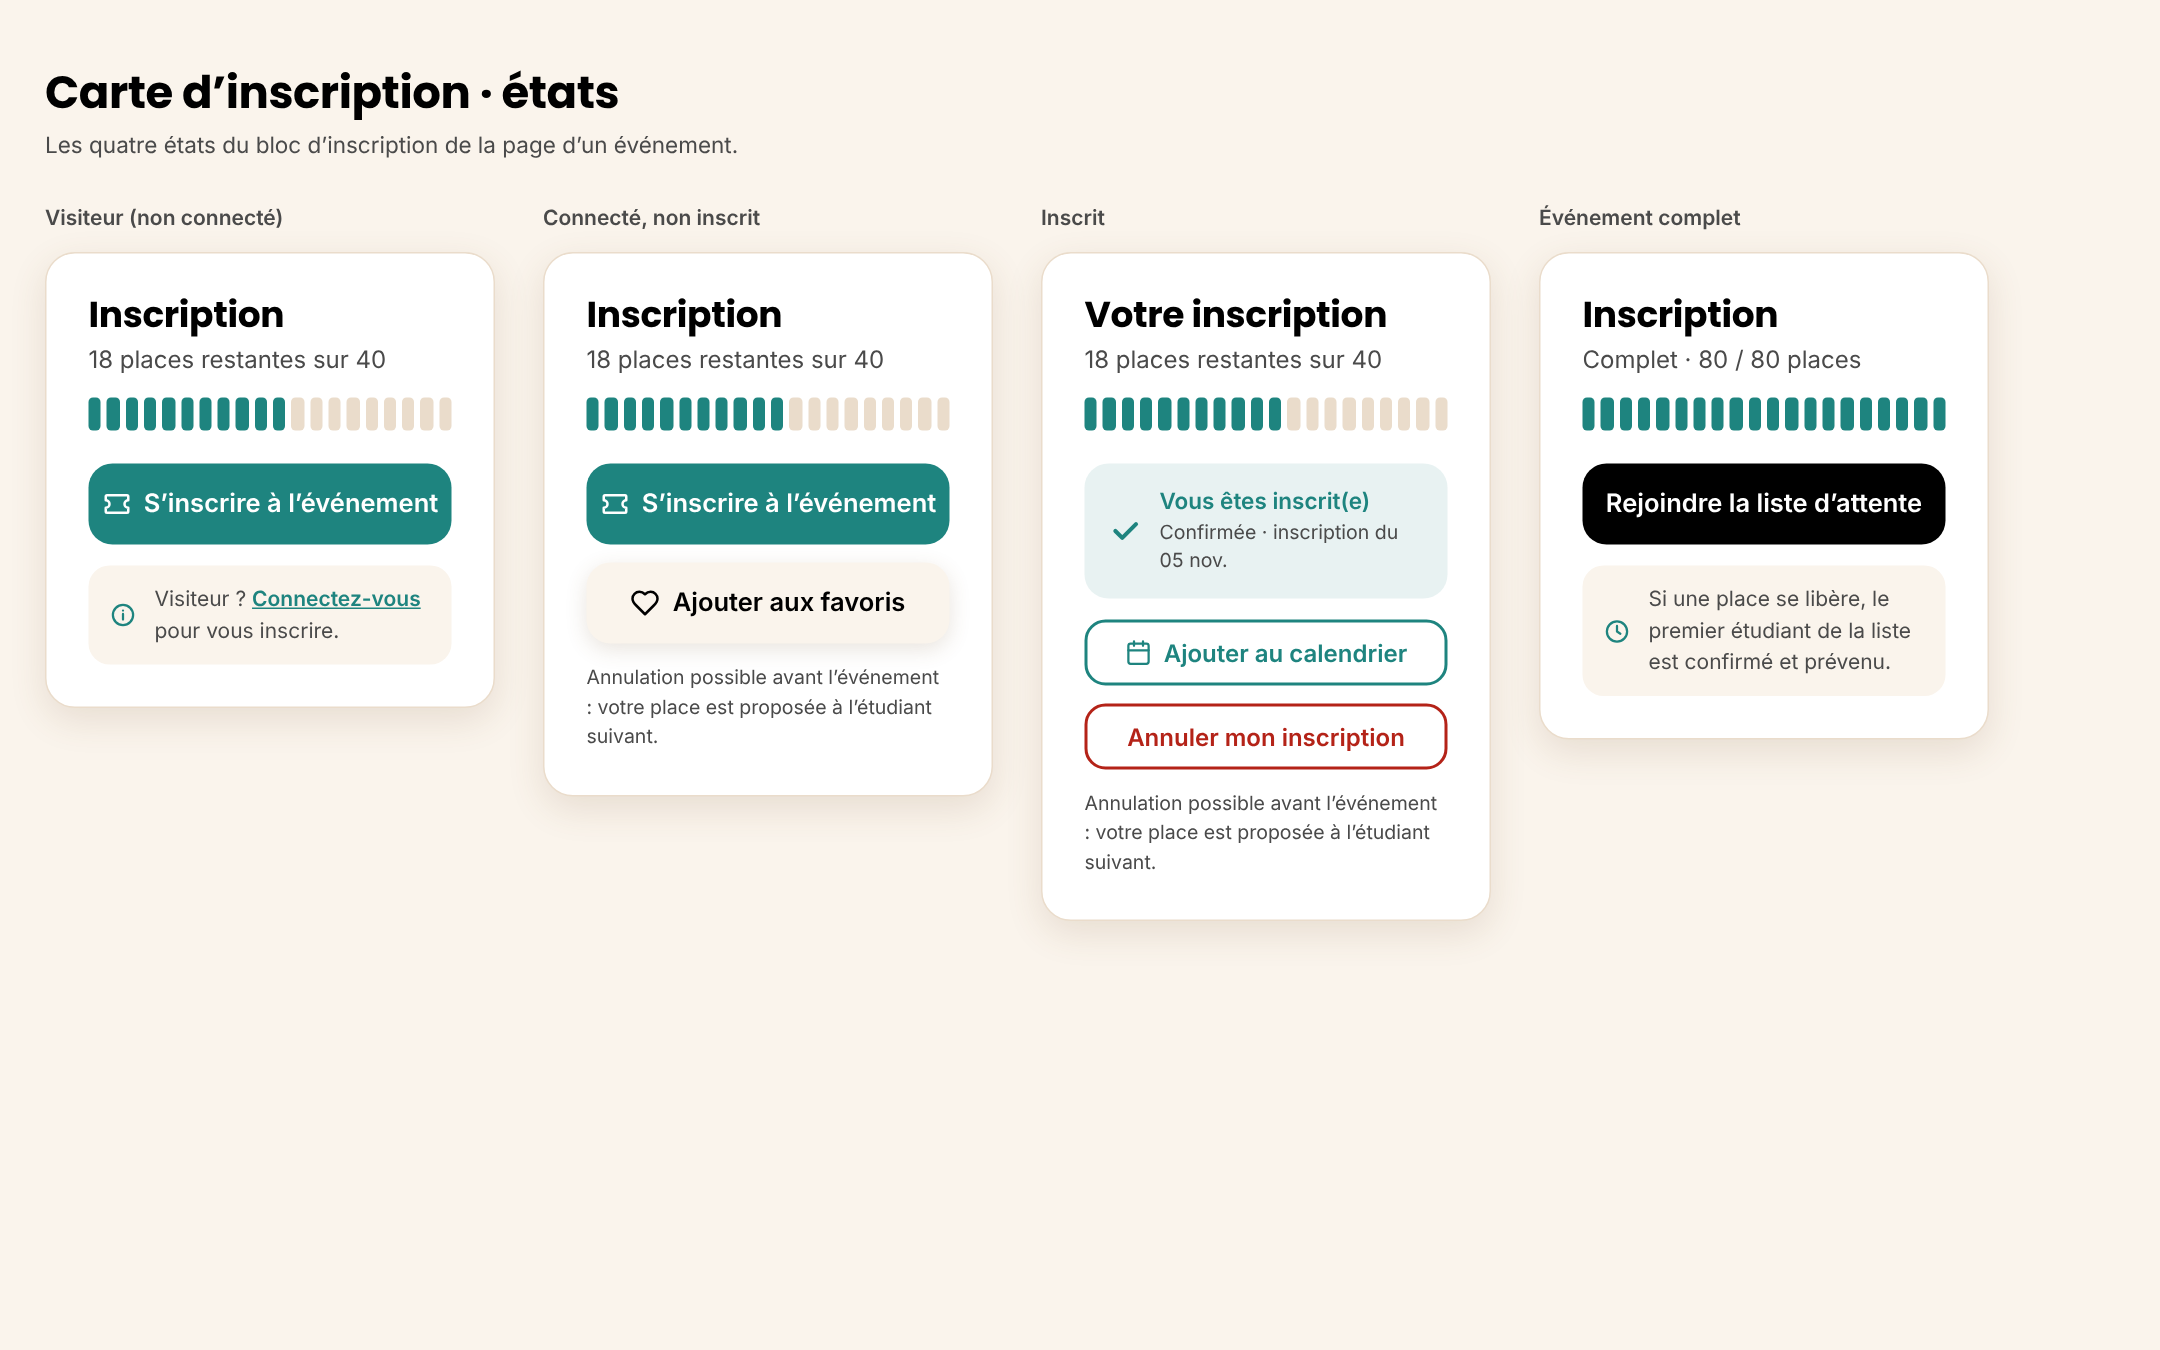 Carte d’inscription · états
Les quatre états du bloc d’inscription de la page d’un événement.
Visiteur (non connecté)
Inscription
18 places restantes sur 40
S’inscrire à l’événement
Visiteur ? Connectez-vous
pour vous inscrire.
Connecté, non inscrit
Inscription
18 places restantes sur 40
S’inscrire à l’événement
Ajouter aux favoris
Annulation possible avant l’événement
: votre place est proposée à l’étudiant
suivant.
Inscrit
Votre inscription
18 places restantes sur 40
Vous êtes inscrit(e)
Confirmée · inscription du
05 nov.
Ajouter au calendrier
Annuler mon inscription
Annulation possible avant l’événement
: votre place est proposée à l’étudiant
suivant.
Événement complet
Inscription
Complet · 80 / 80 places
Rejoindre la liste d’attente
Si une place se libère, le
premier étudiant de la liste
est confirmé et prévenu.